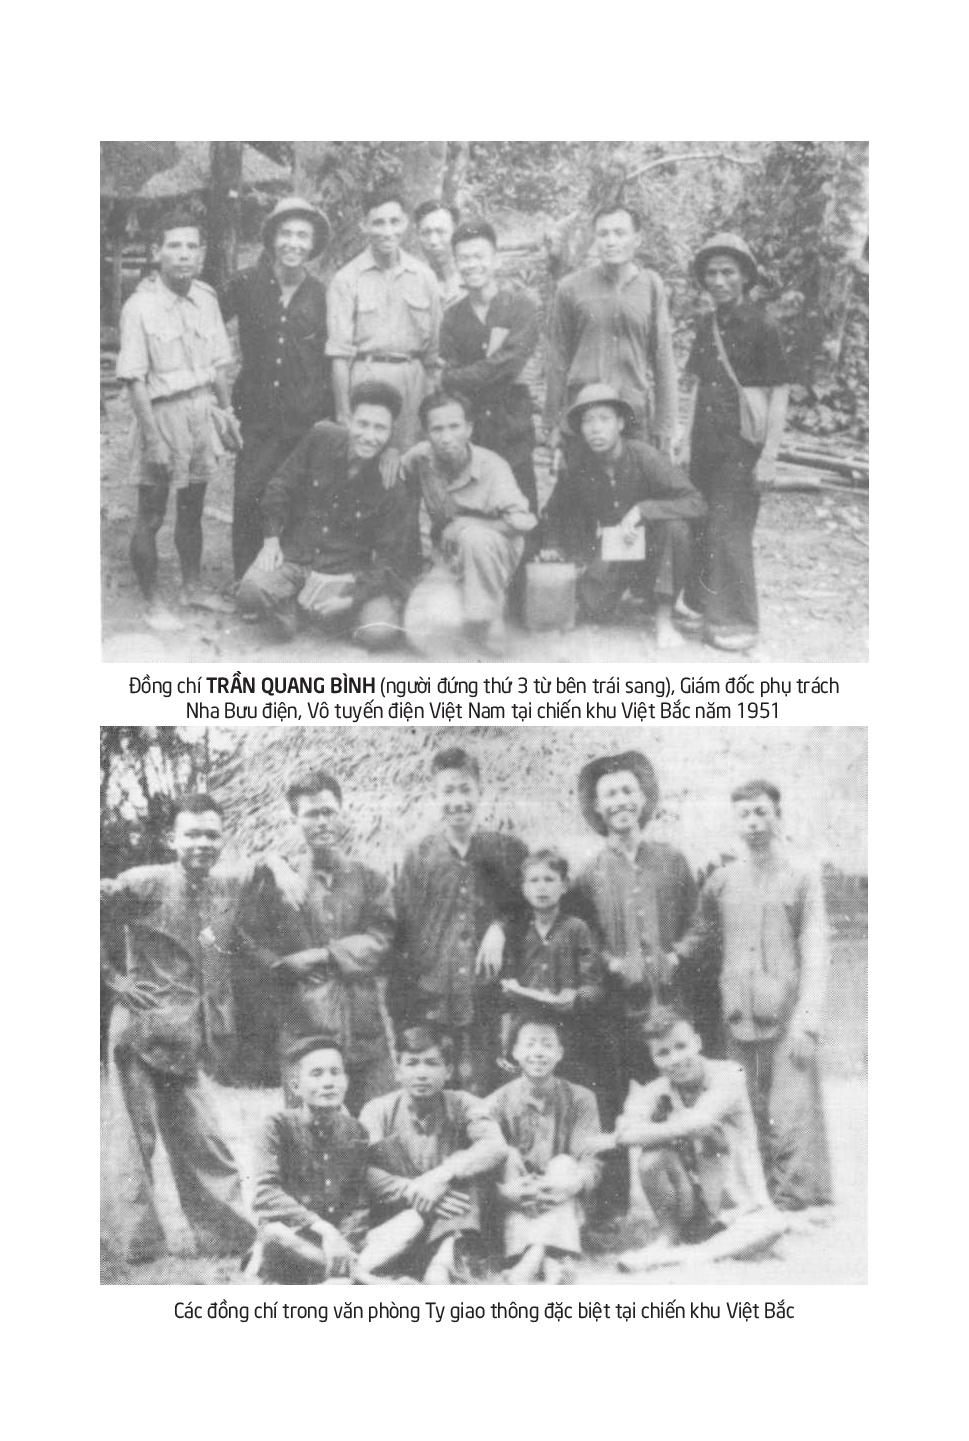 Đồng chí TRẦN QUANG BÌNH (người đứng thứ 3 từ bên trái sang), Giám đốc phụ trách
Nha Bưu điện, Vô tuyến điện Việt Nam tại chiến khu Việt Bắc năm 1951
Các đồng chí trong văn phòng Ty giao thông đặc biệt tại chiến khu Việt Bắc